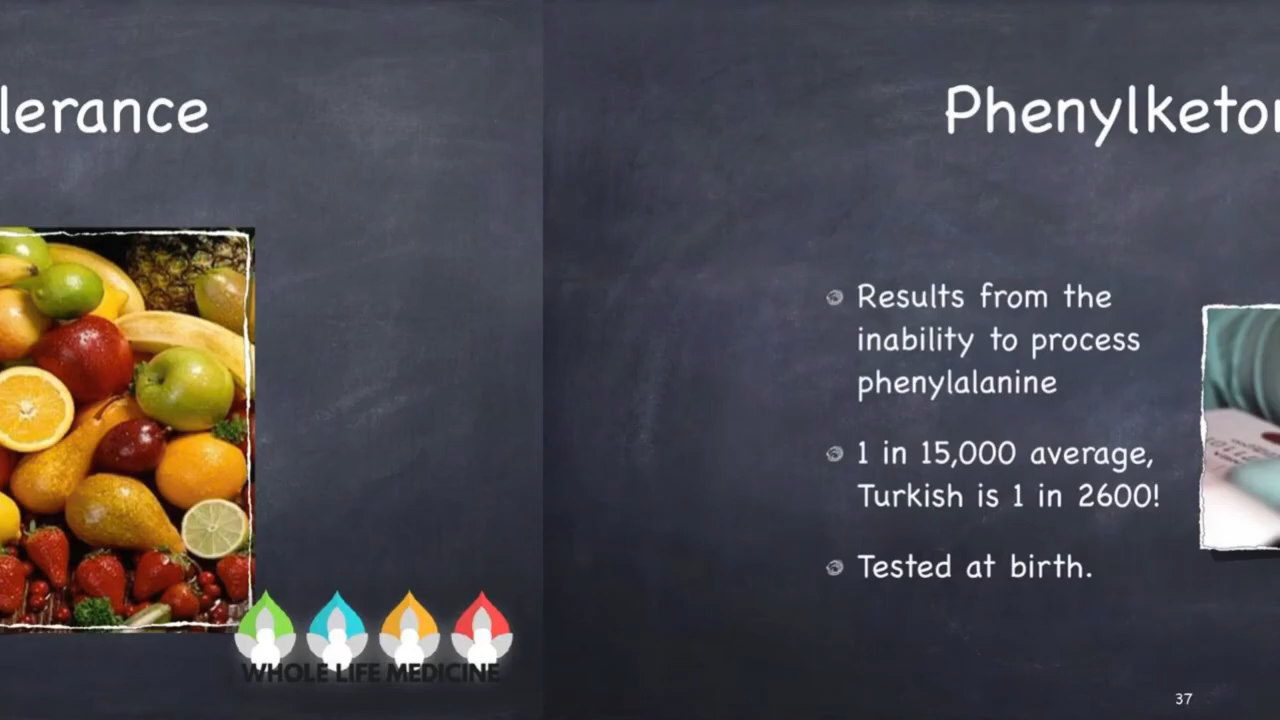 lerance
WHOLE LIFE MEDICINE
Phenylketo
Results from the
inability to process
phenylalanine
1 in 15,000 average,
Turkish is 1 in 2600!
Tested at birth.
37